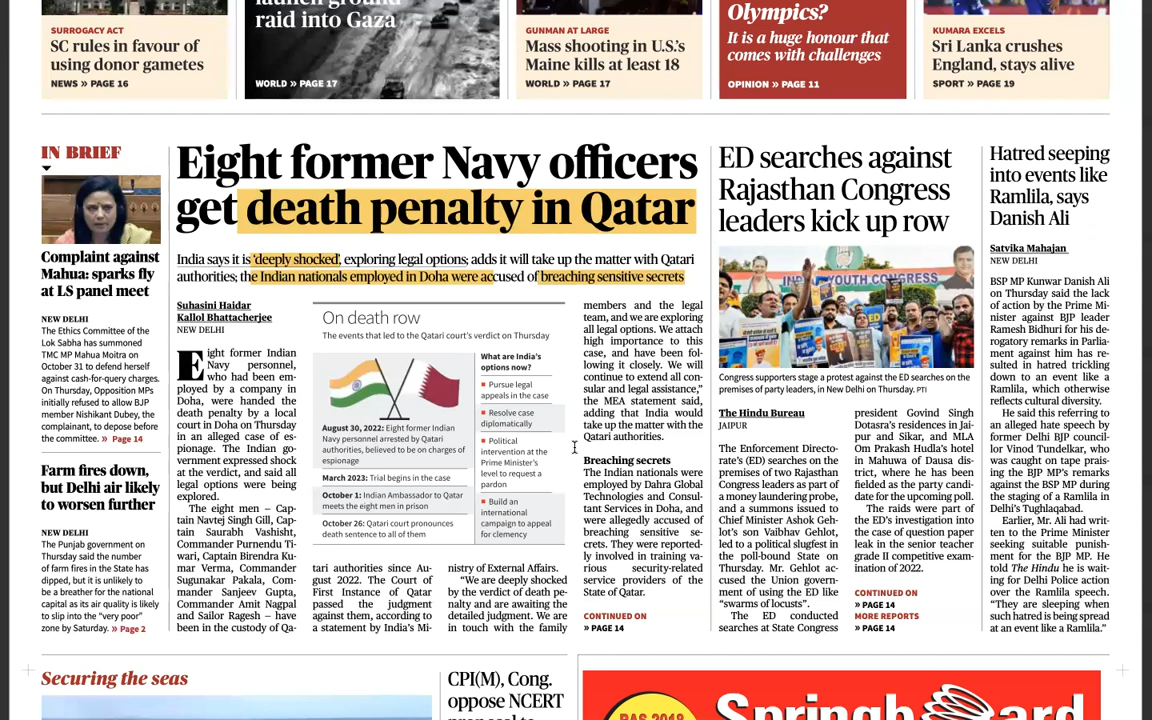 launch ground
raid into Gaza
WORLD » PAGE 17
SURROGACY ACT
SC rules in favour of
using donor gametes
NEWS » PAGE 16
GUNMAN AT LARGE
Mass shooting in U.S.’s
Maine kills at least 18
WORLD » PAGE 17
Olympics?
It is a huge honour that
comes with challenges
OPINION » PAGE 11
KUMARA EXCELS
Sri Lanka crushes
England, stays alive
SPORT » PAGE 19
IN BRIEF
Complaint against
Mahua: sparks fly
at LS panel meet
NEW DELHI
The Ethics Committee of the
Lok Sabha has summoned
TMC MP Mahua Moitra on
October 31 to defend herself
against cash-for-query charges.
On Thursday, Opposition MPs
initially refused to allow BJP
member Nishikant Dubey, the
complainant, to depose before
the committee. » Page 14
Farm fires down,
but Delhi air likely
to worsen further
NEW DELHI
The Punjab government on
Thursday said the number
of farm fires in the State has
dipped, but it is unlikely to
be a breather for the national
capital as its air quality is likely
to slip into the “very poor”
zone by Saturday. » Page 2
Eight former Navy officers
get death penalty in Qatar
India says it is ‘deeply shocked’, exploring legal options; adds it will take up the matter with Qatari
authorities; the Indian nationals employed in Doha were accused of breaching sensitive secrets
Suhasini Haidar
Kallol Bhattacherjee
NEW DELHI
Eight former Indian
Navy personnel,
who had been em-
ployed by a company in
Doha, were handed the
death penalty by a local
court in Doha on Thursday
in an alleged case of es-
pionage. The Indian go-
vernment expressed shock
at the verdict, and said all
legal options were being
explored.
The eight men – Cap-
tain Navtej Singh Gill, Cap-
tain Saurabh Vashisht,
Commander Purnendu Ti-
wari, Captain Birendra Ku-
mar Verma, Commander
Sugunakar Pakala, Com-
mander Sanjeev Gupta,
Commander Amit Nagpal
and Sailor Ragesh – have
been in the custody of Qa-
On death row
The events that led to the Qatari court’s verdict on Thursday
August 30, 2022: Eight former Indian
Navy personnel arrested by Qatari
authorities, believed to be on charges of
espionage
March 2023: Trial begins in the case
October 1: Indian Ambassador to Qatar
meets the eight men in prison
October 26: Qatari court pronounces
death sentence to all of them
What are India’s
options now?
Pursue legal
appeals in the case
Resolve case
diplomatically
Political
intervention at the
Prime Minister’s
level to request a
pardon
Build an
international
campaign to appeal
for clemency
tari authorities since Au-
gust 2022. The Court of
First Instance of Qatar
passed the judgment
against them, according to
a statement by India’s Mi-
nistry of External Affairs.
“We are deeply shocked
by the verdict of death pe-
nalty and are awaiting the
detailed judgment. We are
in touch with the family
members and the legal
team, and we are exploring
all legal options. We attach
high importance to this
case, and have been fol-
lowing it closely. We will
continue to extend all con-
sular and legal assistance,”
the MEA statement said,
adding that India would
take up the matter with the
Qatari authorities.
Breaching secrets
The Indian nationals were
employed by Dahra Global
Technologies and Consul-
tant Services in Doha, and
were allegedly accused of
breaching sensitive se-
crets. They were reported-
ly involved in training va-
rious security-related
service providers of the
State of Qatar.
CONTINUED ON
» PAGE 14
ED searches against
Rajasthan Congress
leaders kick up row
INDIAN YOUTH CONGRESS
Congress supporters stage a protest against the ED searches on the
premises of party leaders, in New Delhi on Thursday. PTI
The Hindu Bureau
JAIPUR
The Enforcement Directo-
rate’s (ED) searches on the
premises of two Rajasthan
Congress leaders as part of
a money laundering probe,
and a summons issued to
Chief Minister Ashok Geh-
lot’s son Vaibhav Gehlot,
led to a political slugfest in
the poll-bound State on
Thursday. Mr. Gehlot ac-
cused the Union govern-
ment of using the ED like
“swarms of locusts”.
The ED conducted
searches at State Congress
president Govind Singh
Dotasra’s residences in Jai-
pur and Sikar, and MLA
Om Prakash Hudla’s hotel
in Mahuwa of Dausa dis-
trict, where he has been
fielded as the party candi-
date for the upcoming poll.
The raids were part of
the ED’s investigation into
the case of question paper
leak in the senior teacher
grade II competitive exam-
ination of 2022.
CONTINUED ON
» PAGE 14
MORE REPORTS
» PAGE 14
Hatred seeping
into events like
Ramlila, says
Danish Ali
Satvika Mahajan
NEW DELHI
BSP MP Kunwar Danish Ali
on Thursday said the lack
of action by the Prime Mi-
nister against BJP leader
Ramesh Bidhuri for his de-
rogatory remarks in Parlia-
ment against him has re-
sulted in hatred trickling
down to an event like a
Ramlila, which otherwise
reflects cultural diversity.
He said this referring to
an alleged hate speech by
former Delhi BJP council-
lor Vinod Tundelkar, who
was caught on tape prais-
ing the BJP MP’s remarks
against the BSP MP during
the staging of a Ramlila in
Delhi’s Tughlaqabad.
Earlier, Mr. Ali had writ-
ten to the Prime Minister
seeking suitable punish-
ment for the BJP MP. He
told The Hindu he is wait-
ing for Delhi Police action
over the Ramlila speech.
“They are sleeping when
such hatred is being spread
at an event like a Ramlila.”
Securing the seas
CPI(M), Cong.
oppose NCERT
proposal to
RAS 2018
Springboard